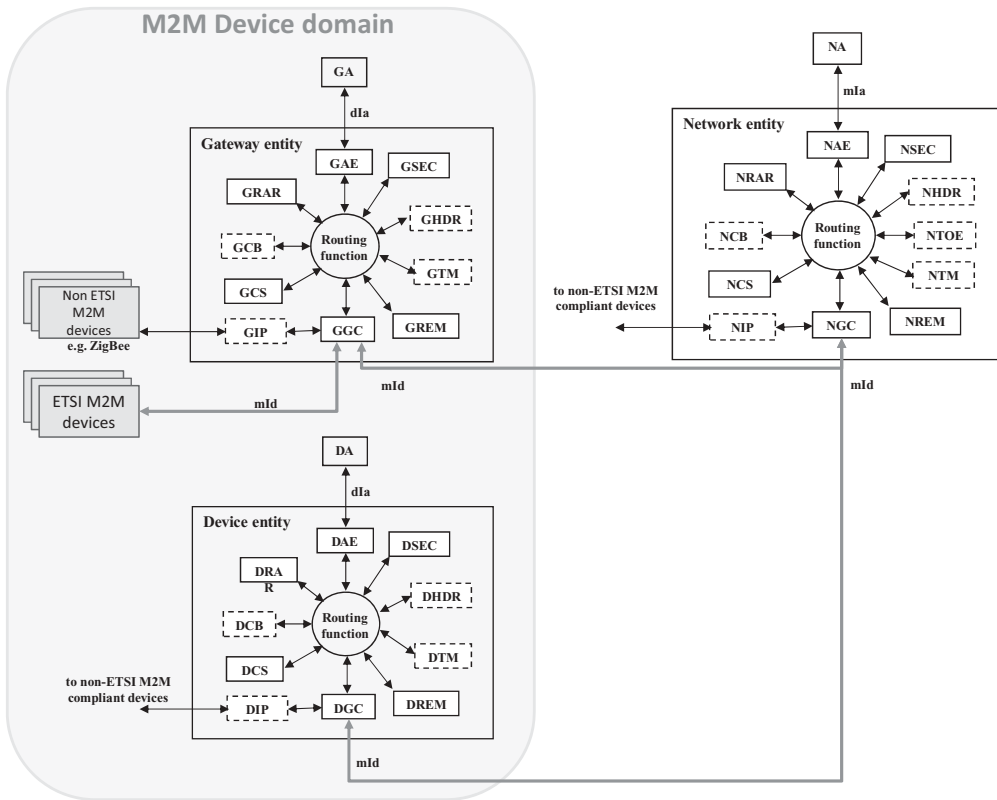 M2M Device domain
GA
dIa
Gateway entity
GAE
GSEC
GRAR
GHDR
Routing
function
GCB
GTM
GCS
GREM
GIP
GGC
Non ETSI
M2M
devices
e.g. ZigBee
mId
ETSI M2M
devices
mId
NA
mIa
Network entity
NAE
NSEC
NRAR
NHDR
Routing
function
NCB
NTOE
NTM
NCS
to non-ETSI M2M
compliant devices
NIP
NGC
NREM
mId
DA
dIa
Device entity
DAE
DSEC
DRA
R
DHDR
Routing
function
DCB
DTM
DCS
to non-ETSI M2M
compliant devices
DIP
DGC
DREM
mId